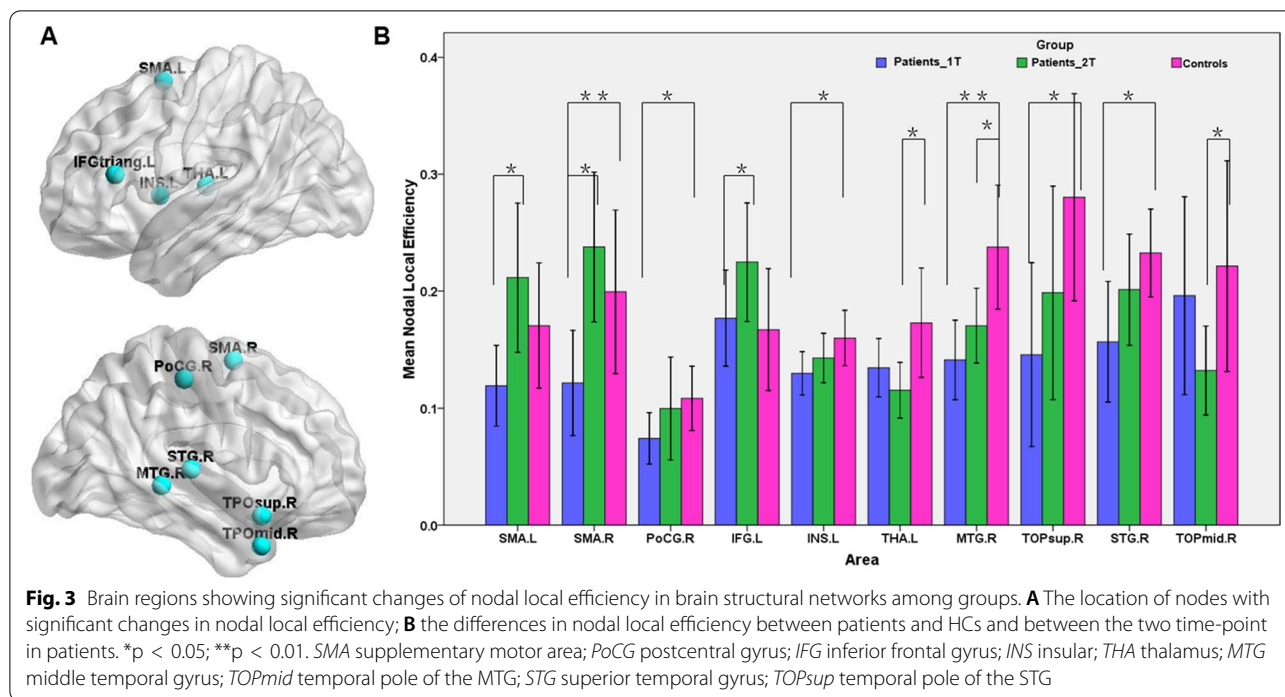 A
SMA.L
IFGtriang.L
INS.L
THA.L
SMA.R
PoCG.R
STG.R
MTG.R
TPOsup.R
TPOmid.R
B
Group
Patients_1T Patients_2T Controls
Mean Nodal Local Efficiency
0.4
0.3
0.2
0.1
0.0
* ** * * * * * ** * * * * *
SMA.L SMA.R PoCG.R IFG.L INS.L THA.L MTG.R TOPsup.R STG.R TOPmid.R
Area
Fig. 3 Brain regions showing significant changes of nodal local efficiency in brain structural networks among groups. A The location of nodes with
significant changes in nodal local efficiency; B the differences in nodal local efficiency between patients and HCs and between the two time-point
in patients. *p < 0.05; **p < 0.01. SMA supplementary motor area; PoCG postcentral gyrus; IFG inferior frontal gyrus; INS insular; THA thalamus; MTG
middle temporal gyrus; TOPmid temporal pole of the MTG; STG superior temporal gyrus; TOPsup temporal pole of the STG